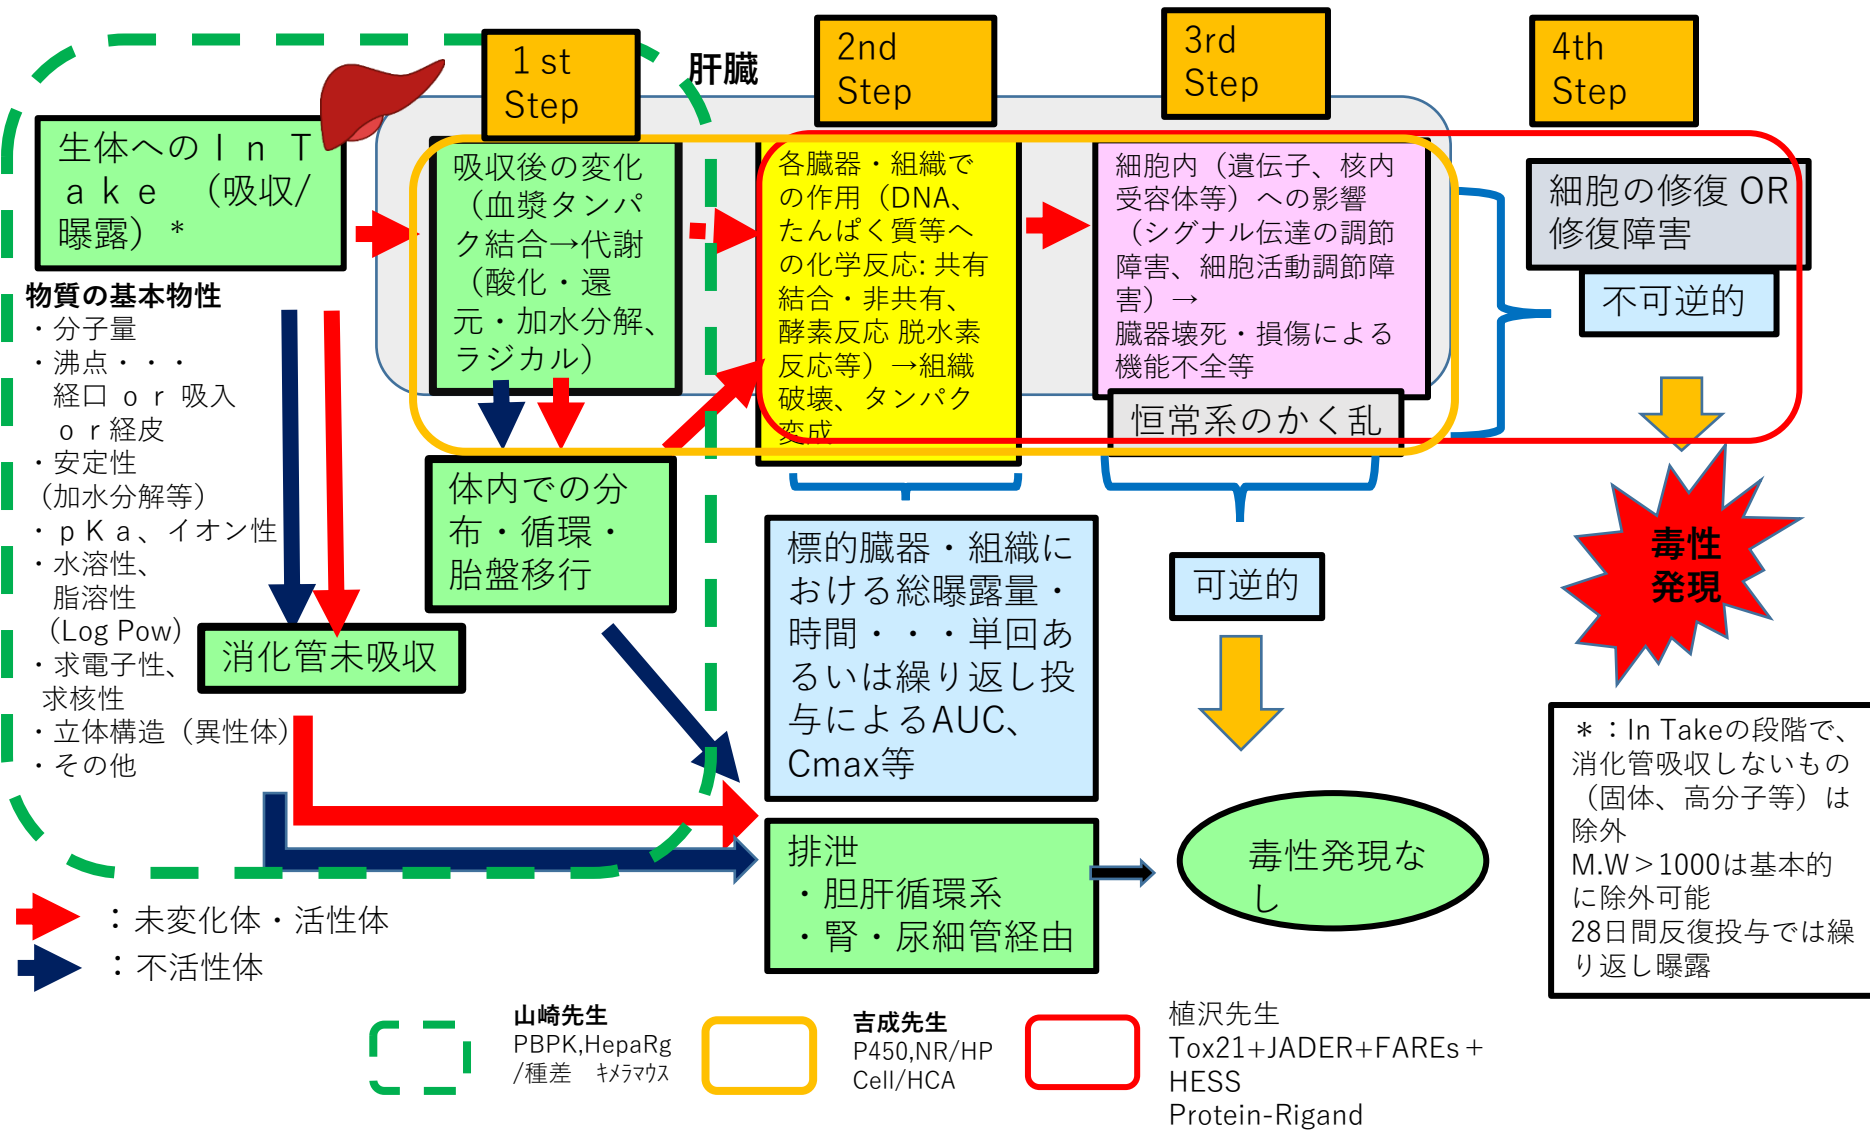 １st
Step
肝臓
2nd
Step
3rd
Step
4th
Step
生体へのＩｎ Ｔ
ａｋｅ （吸収/
曝露）*
吸収後の変化
（血漿タンパ
ク結合→代謝
（酸化・還
元・加水分解、
ラジカル）
各臓器・組織で
の作用（DNA、
たんぱく質等へ
の化学反応: 共有
結合・非共有、
酵素反応 脱水素
反応等）→組織
破壊、タンパク
変成
細胞内（遺伝子、核内
受容体等）への影響
（シグナル伝達の調節
障害、細胞活動調節障
害）→
臓器壊死・損傷による
機能不全等
恒常系のかく乱
細胞の修復 OR
修復障害
不可逆的
物質の基本物性
・分子量
・沸点・・・
経口 ｏｒ 吸入
ｏｒ経皮
・安定性
（加水分解等）
・ｐＫａ、イオン性
・水溶性、
脂溶性
（Log Pow）
・求電子性、
求核性
・立体構造（異性体）
・その他
消化管未吸収
体内での分
布・循環・
胎盤移行
標的臓器・組織に
おける総曝露量・
時間・・・単回あ
るいは繰り返し投
与によるAUC、
Cmax等
可逆的
毒性
発現
排泄
・胆肝循環系
・腎・尿細管経由
毒性発現な
し
＊：In Takeの段階で、
消化管吸収しないもの
（固体、高分子等）は
除外
M.W＞1000は基本的
に除外可能
28日間反復投与では繰
り返し曝露
：未変化体・活性体
：不活性体
山崎先生
PBPK,HepaRg
/種差　ｷﾒﾗﾏｳｽ
吉成先生
P450,NR/HP
Cell/HCA
植沢先生
Tox21+JADER+FAREs＋
HESS
Protein-Rigand